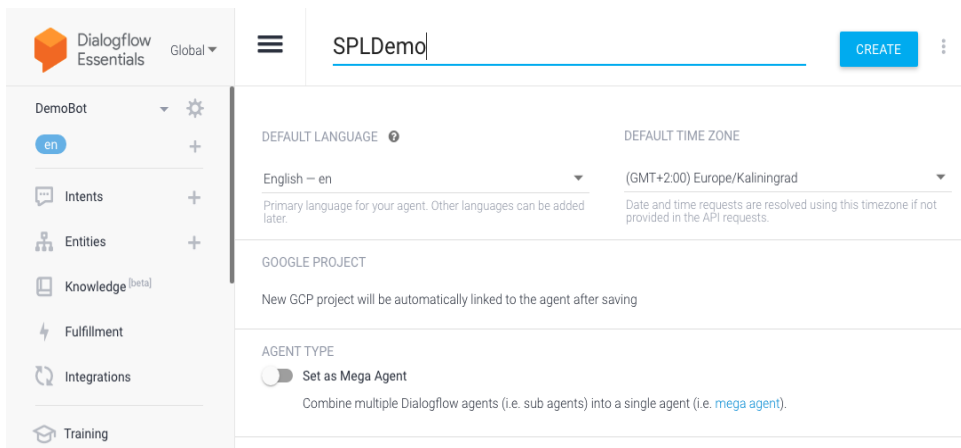 Dialogflow
Essentials
Global
SPLDemo
CREATE
DemoBot
en
Intents
Entities
Knowledge [beta]
Fulfillment
Integrations
Training
DEFAULT LANGUAGE ?
DEFAULT TIME ZONE
English — en
(GMT+2:00) Europe/Kaliningrad
Primary language for your agent. Other languages can be added
later.
Date and time requests are resolved using this timezone if not
provided in the API requests.
GOOGLE PROJECT
New GCP project will be automatically linked to the agent after saving
AGENT TYPE
Set as Mega Agent
Combine multiple Dialogflow agents (i.e. sub agents) into a single agent (i.e. mega agent).